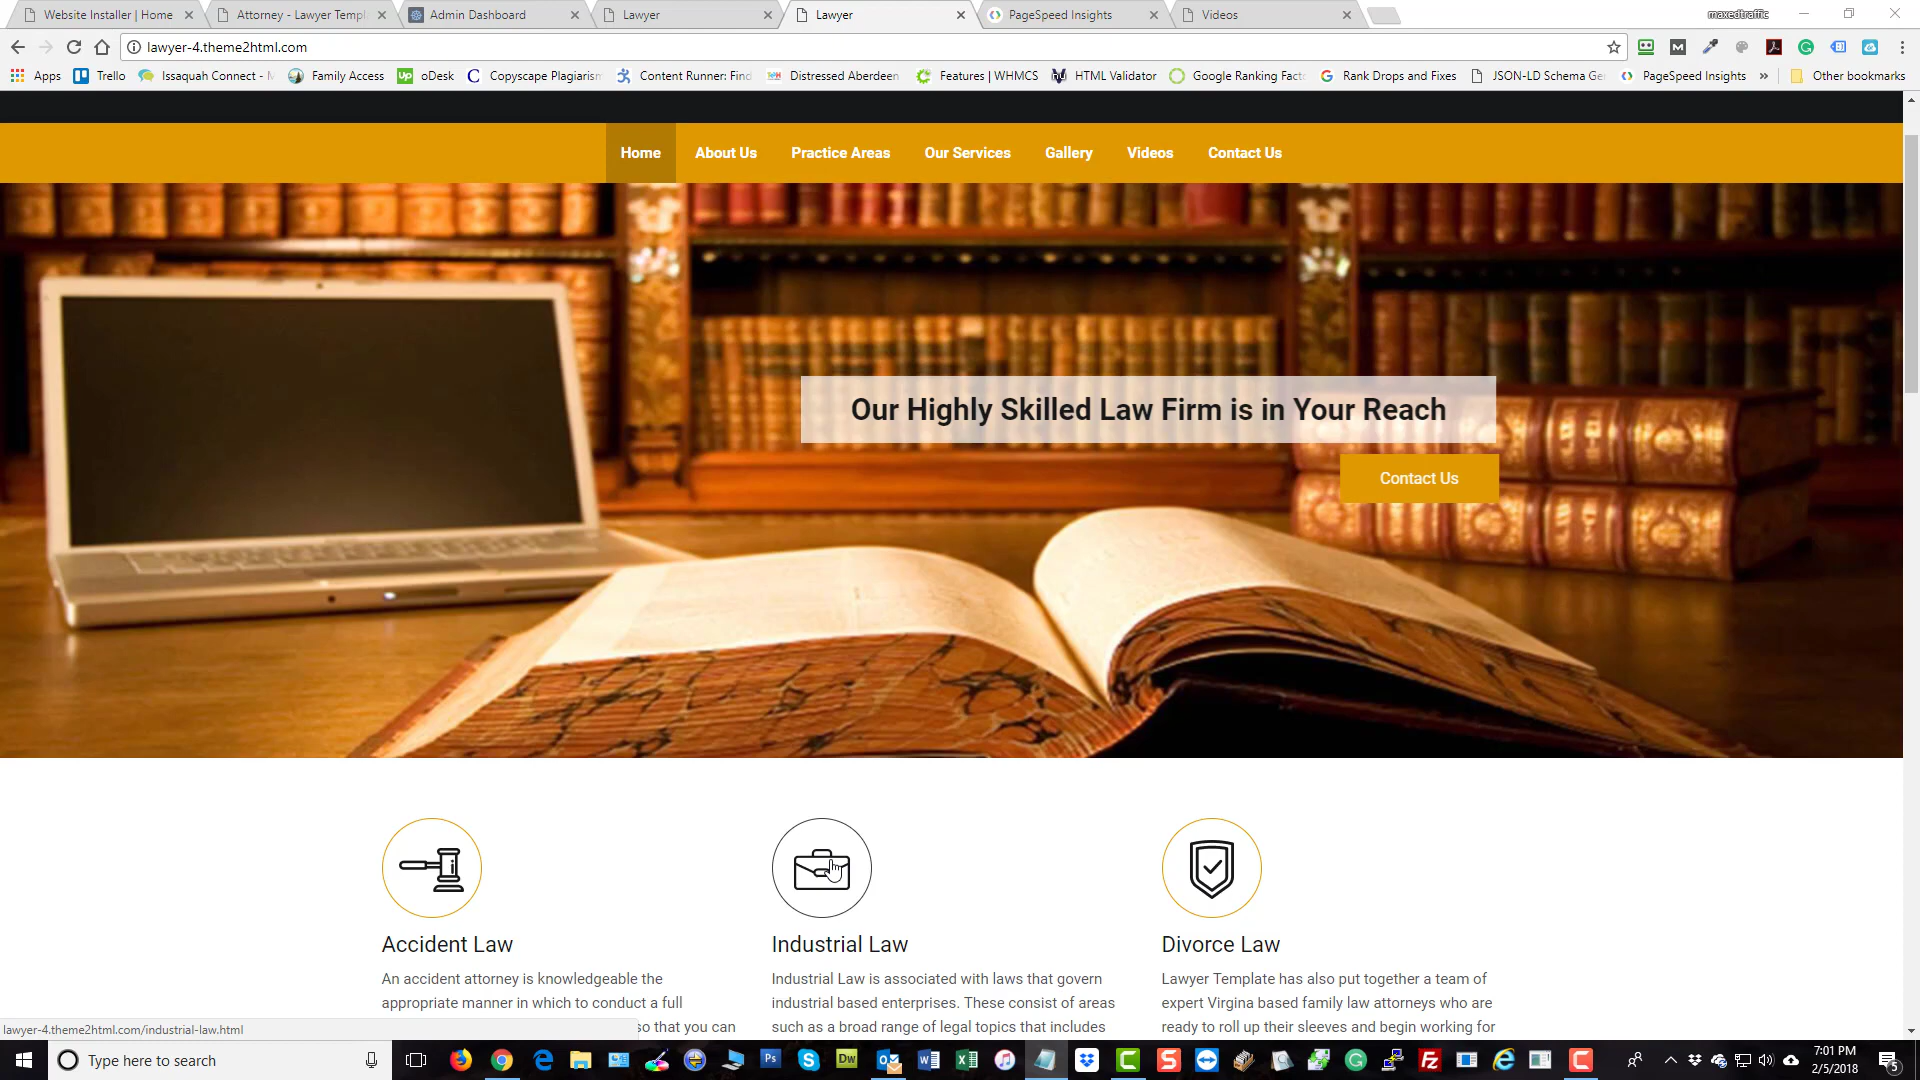 Website Installer | Home
Attorney - Lawyer Templ
Admin Dashboard
Lawyer
Lawyer
PageSpeed Insights
Videos
maxedtraffic
lawyer-4.theme2html.com
Apps
Trello
Issaquah Connect - M
Family Access
oDesk
Copyscape Plagiarism
Content Runner: Find
Distressed Aberdeen
Features | WHMCS
HTML Validator
Google Ranking Facto
Rank Drops and Fixes
JSON-LD Schema Ge
PageSpeed Insights
»
Other bookmarks
Home
About Us
Practice Areas
Our Services
Gallery
Videos
Contact Us
Our Highly Skilled Law Firm is in Your Reach
Contact Us
Accident Law
An accident attorney is knowledgeable the
appropriate manner in which to conduct a full
so that you can
Industrial Law
Industrial Law is associated with laws that govern
industrial based enterprises. These consist of areas
such as a broad range of legal topics that includes
Divorce Law
Lawyer Template has also put together a team of
expert Virgina based family law attorneys who are
ready to roll up their sleeves and begin working for
lawyer-4.theme2html.com/industrial-law.html
Type here to search
7:01 PM
2/5/2018
5